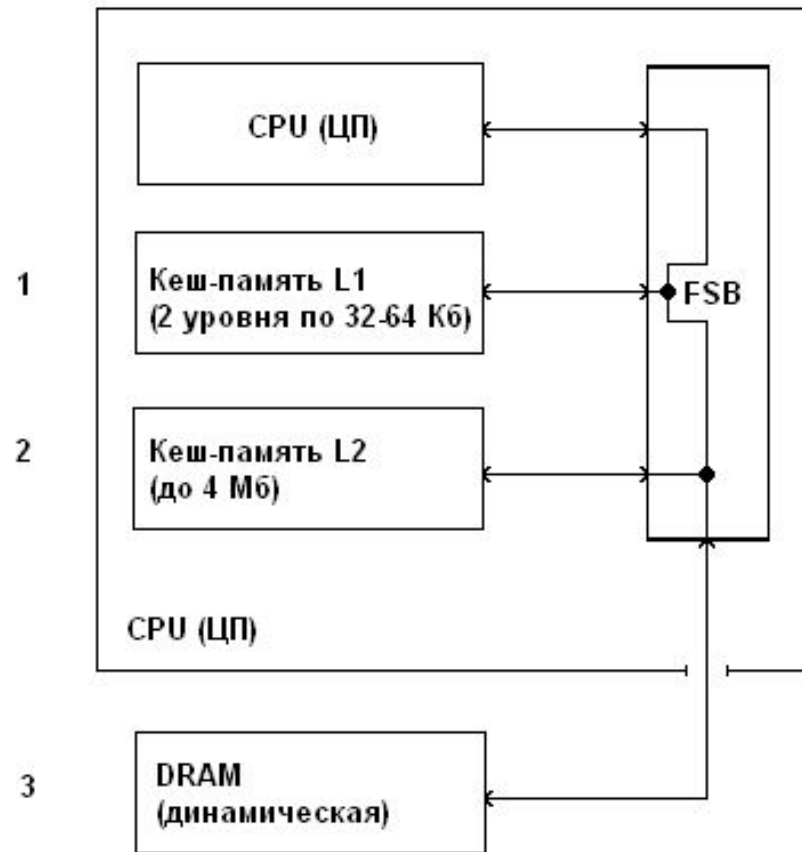 CPU (ЦП)
1
Кеш-память L1
(2 уровня по 32-64 Кб)
FSB
2
Кеш-память L2
(до 4 Мб)
CPU (ЦП)
3
DRAM
(динамическая)